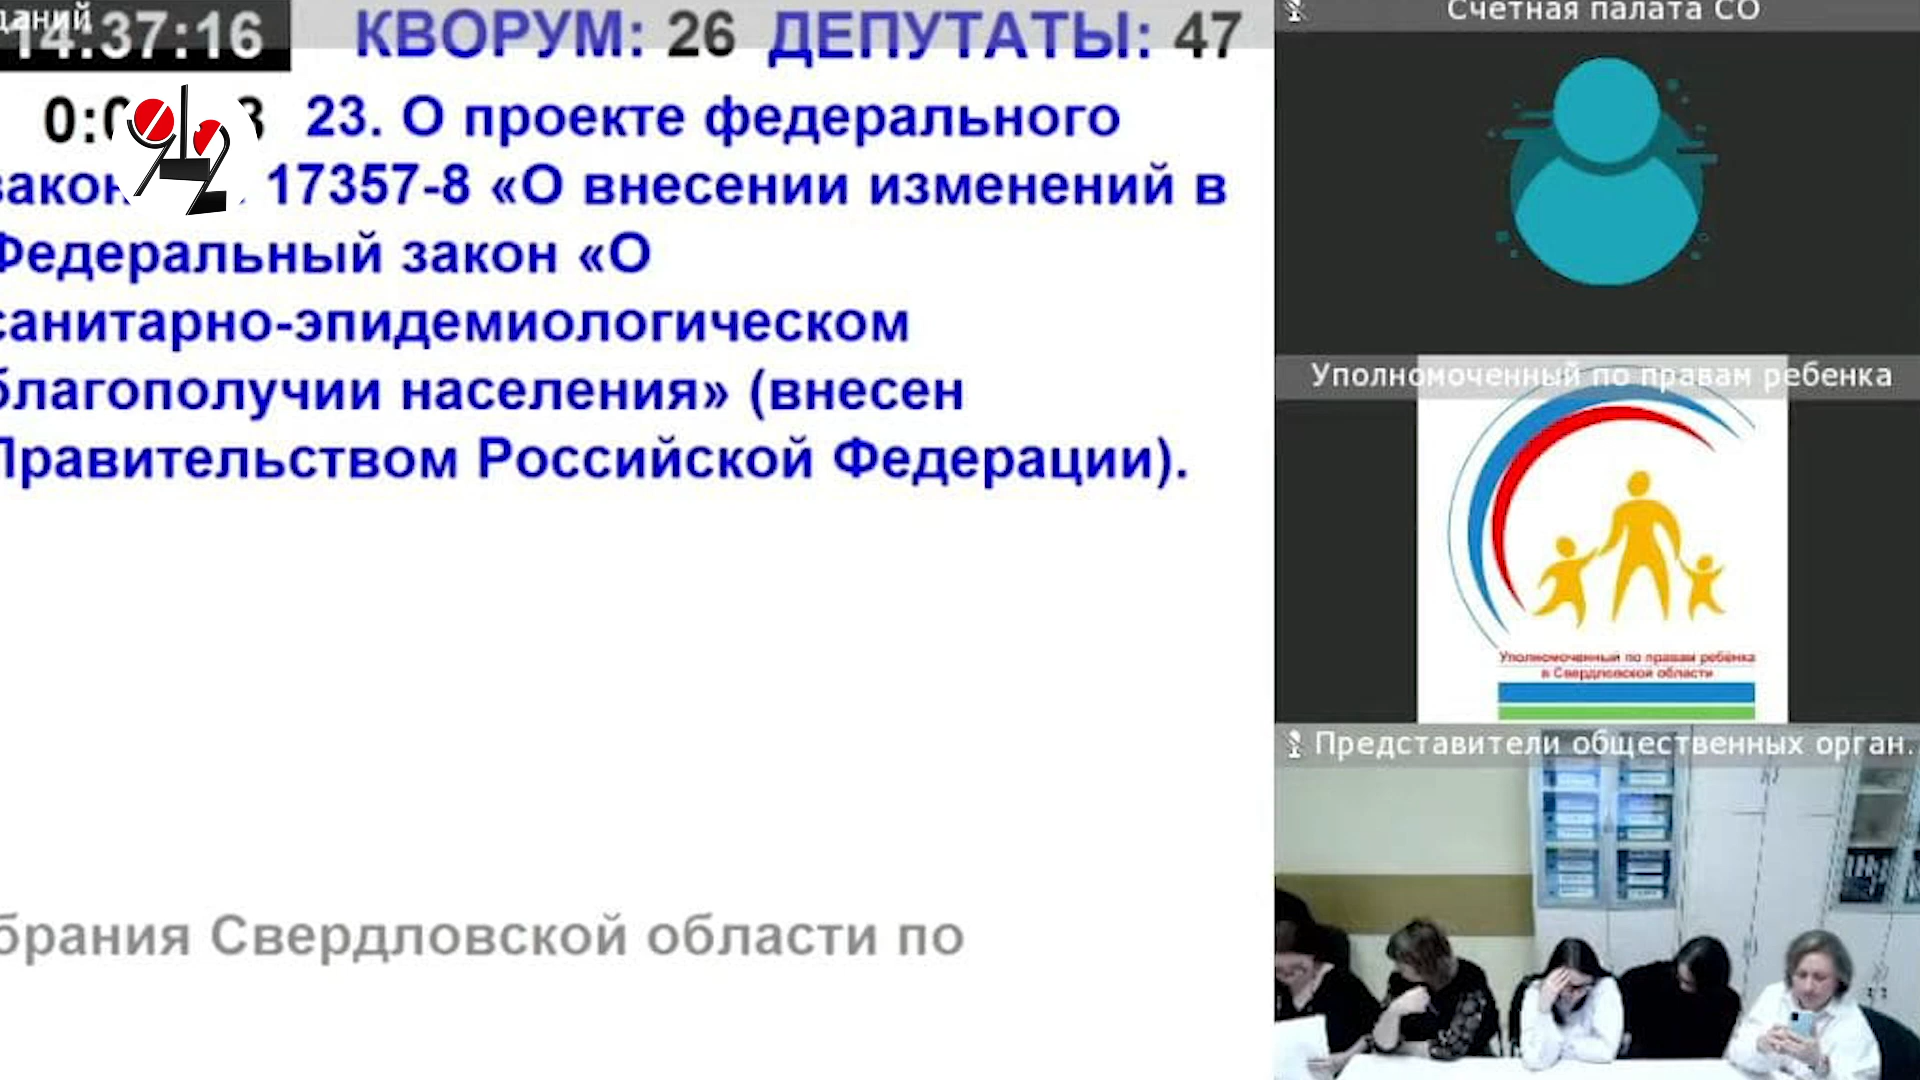 14:37:16 КВОРУМ: 26 ДЕПУТАТЫ: 47
23. О проекте федерального
17357-8 «О внесении изменений в
Федеральный закон «О
санитарно-эпидемиологическом
благополучии населения» (внесен
Правительством Российской Федерации).
брания Свердловской области по
Счетная палата СО
Уполномоченный по правам ребенка
Уполномоченный по правам ребёнка
в Свердловской области
Представители общественных орган.